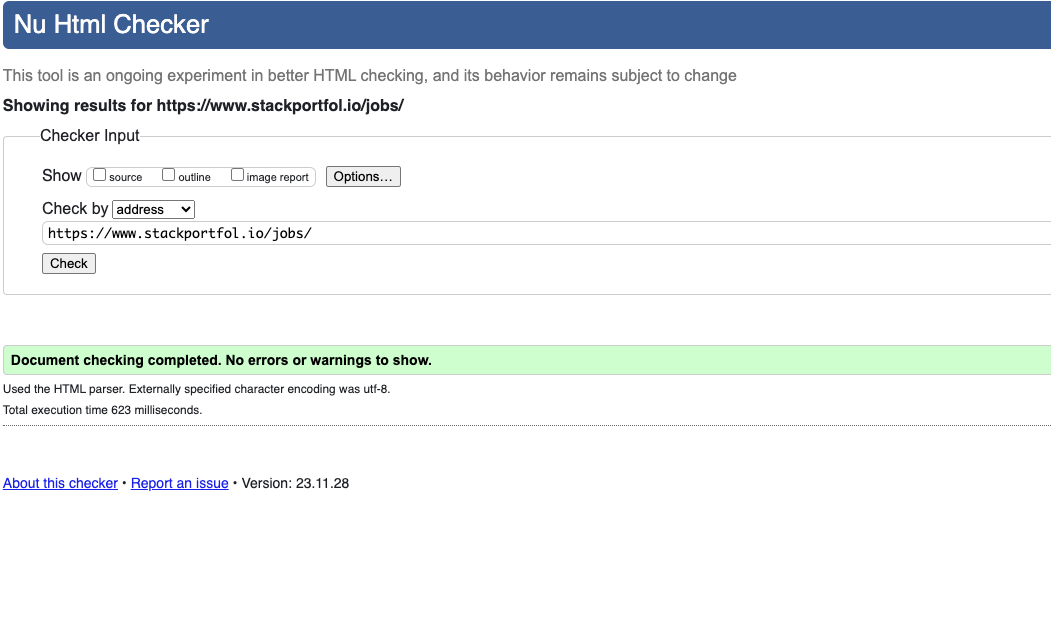 Nu Html Checker
This tool is an ongoing experiment in better HTML checking, and its behavior remains subject to change
Showing results for https://www.stackportfol.io/jobs/
Checker Input
Show source outline image report Options…
Check by address
https://www.stackportfol.io/jobs/
Check
Document checking completed. No errors or warnings to show.
Used the HTML parser. Externally specified character encoding was utf-8.
Total execution time 623 milliseconds.
About this checker • Report an issue • Version: 23.11.28